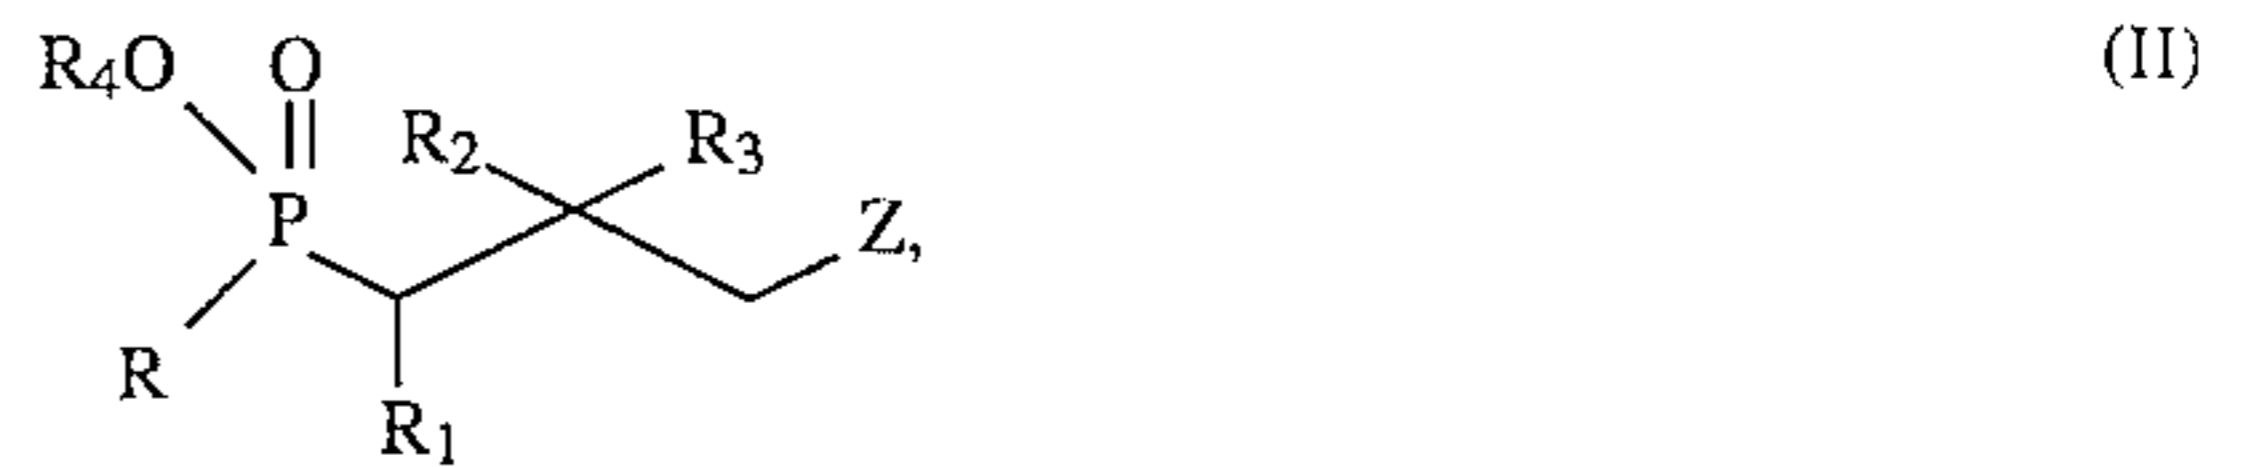 R₄O O (II)
R₂ R₃
P Z,
R
R₁